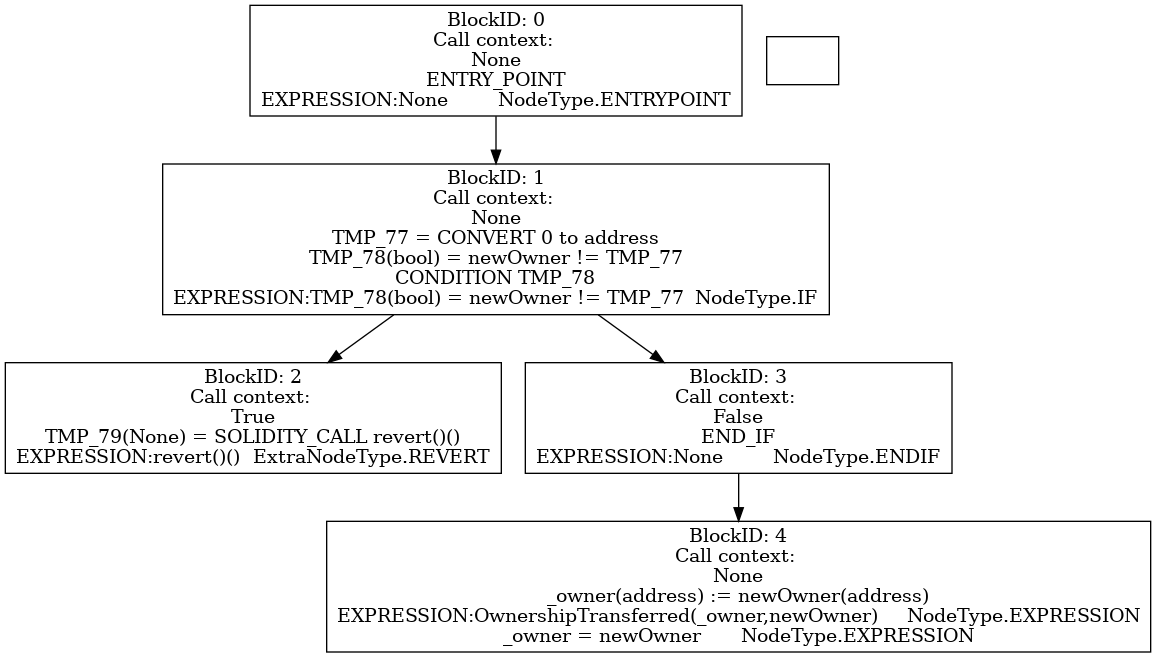 BlockID: 0
Call context:
None
ENTRY_POINT
EXPRESSION:None NodeType.ENTRYPOINT
BlockID: 1
Call context:
None
TMP_77 = CONVERT 0 to address
TMP_78(bool) = newOwner != TMP_77
CONDITION TMP_78
EXPRESSION:TMP_78(bool) = newOwner != TMP_77 NodeType.IF
BlockID: 2
Call context:
True
TMP_79(None) = SOLIDITY_CALL revert()()
EXPRESSION:revert()() ExtraNodeType.REVERT
BlockID: 3
Call context:
False
END_IF
EXPRESSION:None NodeType.ENDIF
BlockID: 4
Call context:
None
_owner(address) := newOwner(address)
EXPRESSION:OwnershipTransferred(_owner,newOwner) NodeType.EXPRESSION
_owner = newOwner NodeType.EXPRESSION